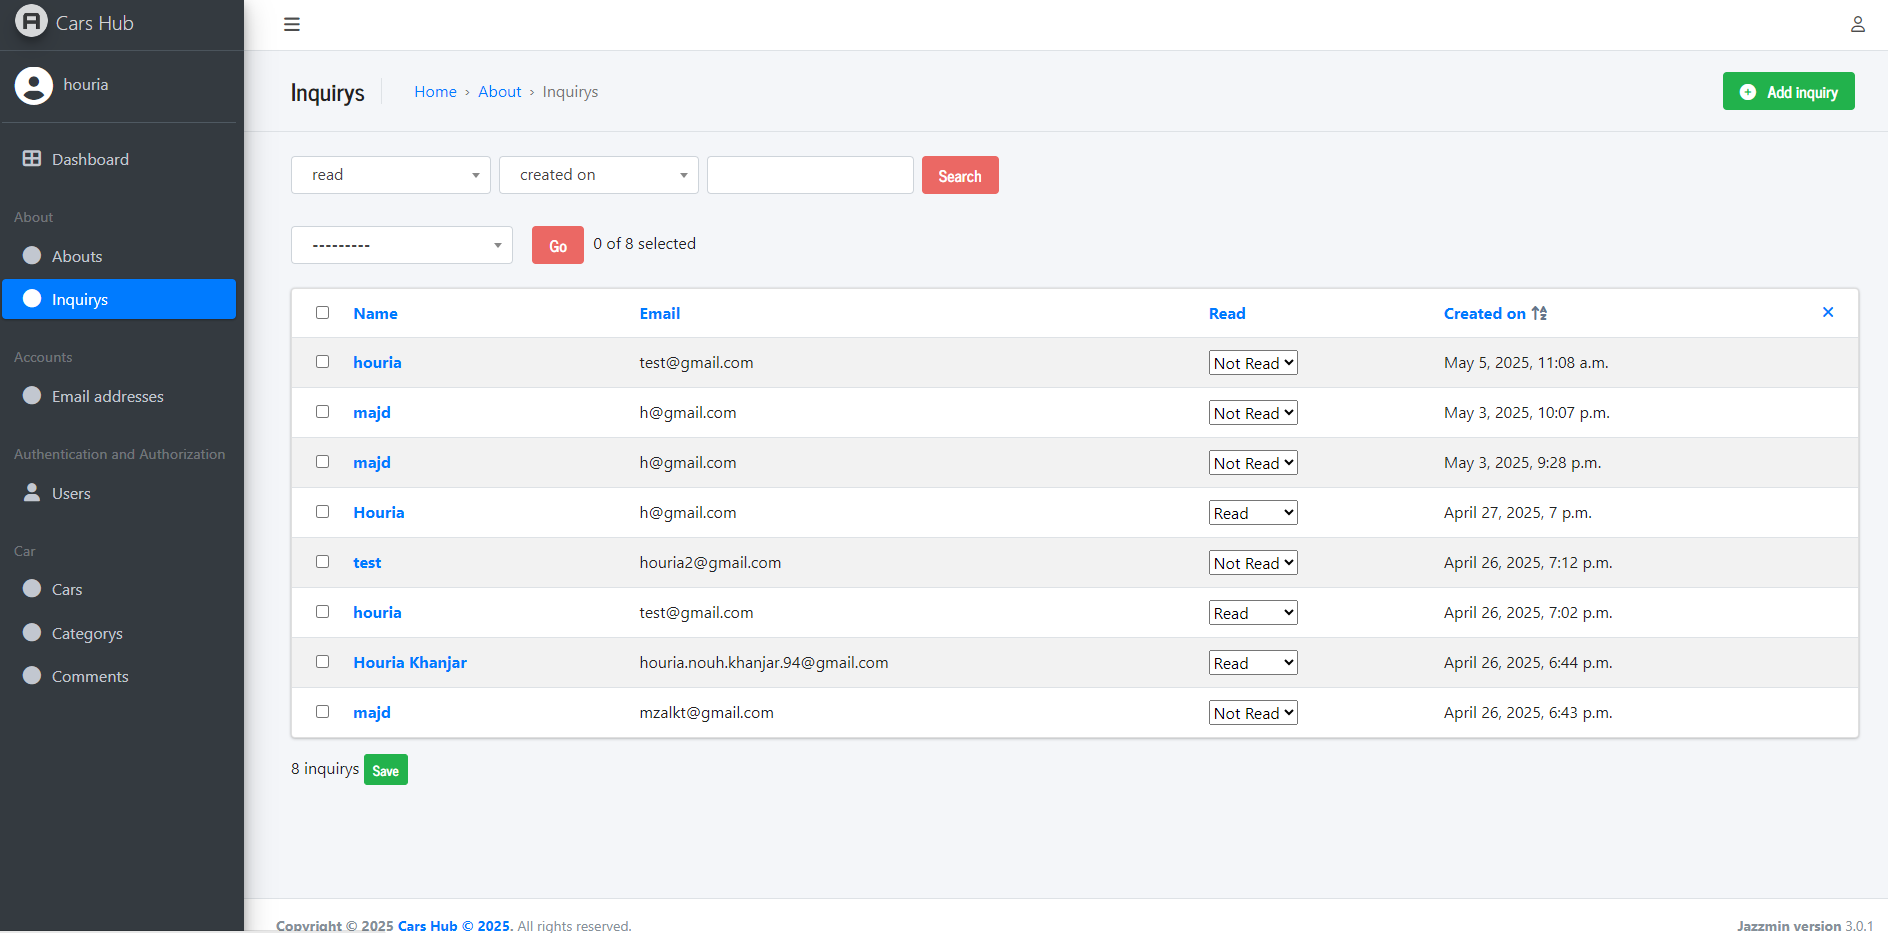 Cars Hub
houria
Dashboard
About
Abouts
Inquirys
Accounts
Email addresses
Authentication and Authorization
Users
Car
Cars
Categorys
Comments
Inquirys
Home › About › Inquirys
Add inquiry
read created on Search
--------- Go 0 of 8 selected
Name Email Read Created on
houria test@gmail.com Not Read May 5, 2025, 11:08 a.m.
majd h@gmail.com Not Read May 3, 2025, 10:07 p.m.
majd h@gmail.com Not Read May 3, 2025, 9:28 p.m.
Houria h@gmail.com Read April 27, 2025, 7 p.m.
test houria2@gmail.com Not Read April 26, 2025, 7:12 p.m.
houria test@gmail.com Read April 26, 2025, 7:02 p.m.
Houria Khanjar houria.nouh.khanjar.94@gmail.com Read April 26, 2025, 6:44 p.m.
majd mzalkt@gmail.com Not Read April 26, 2025, 6:43 p.m.
8 inquirys Save
Copyright © 2025 Cars Hub © 2025. All rights reserved.
Jazzmin version 3.0.1